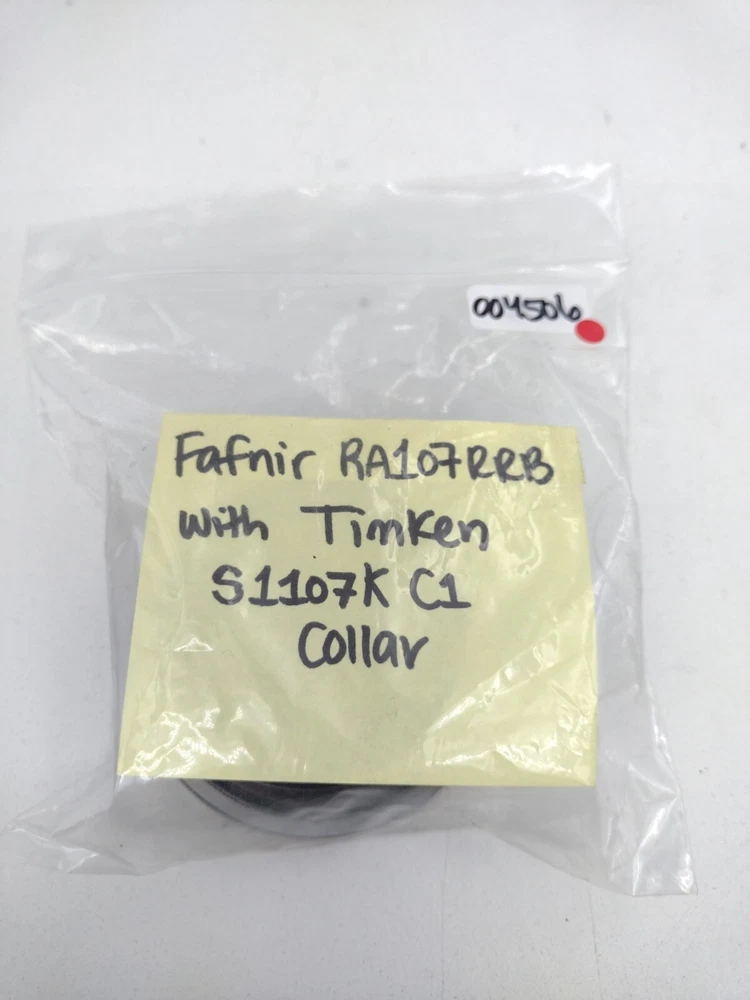 004506
Fafnir RA107RRB
with Timken
S1107K C1
Collar